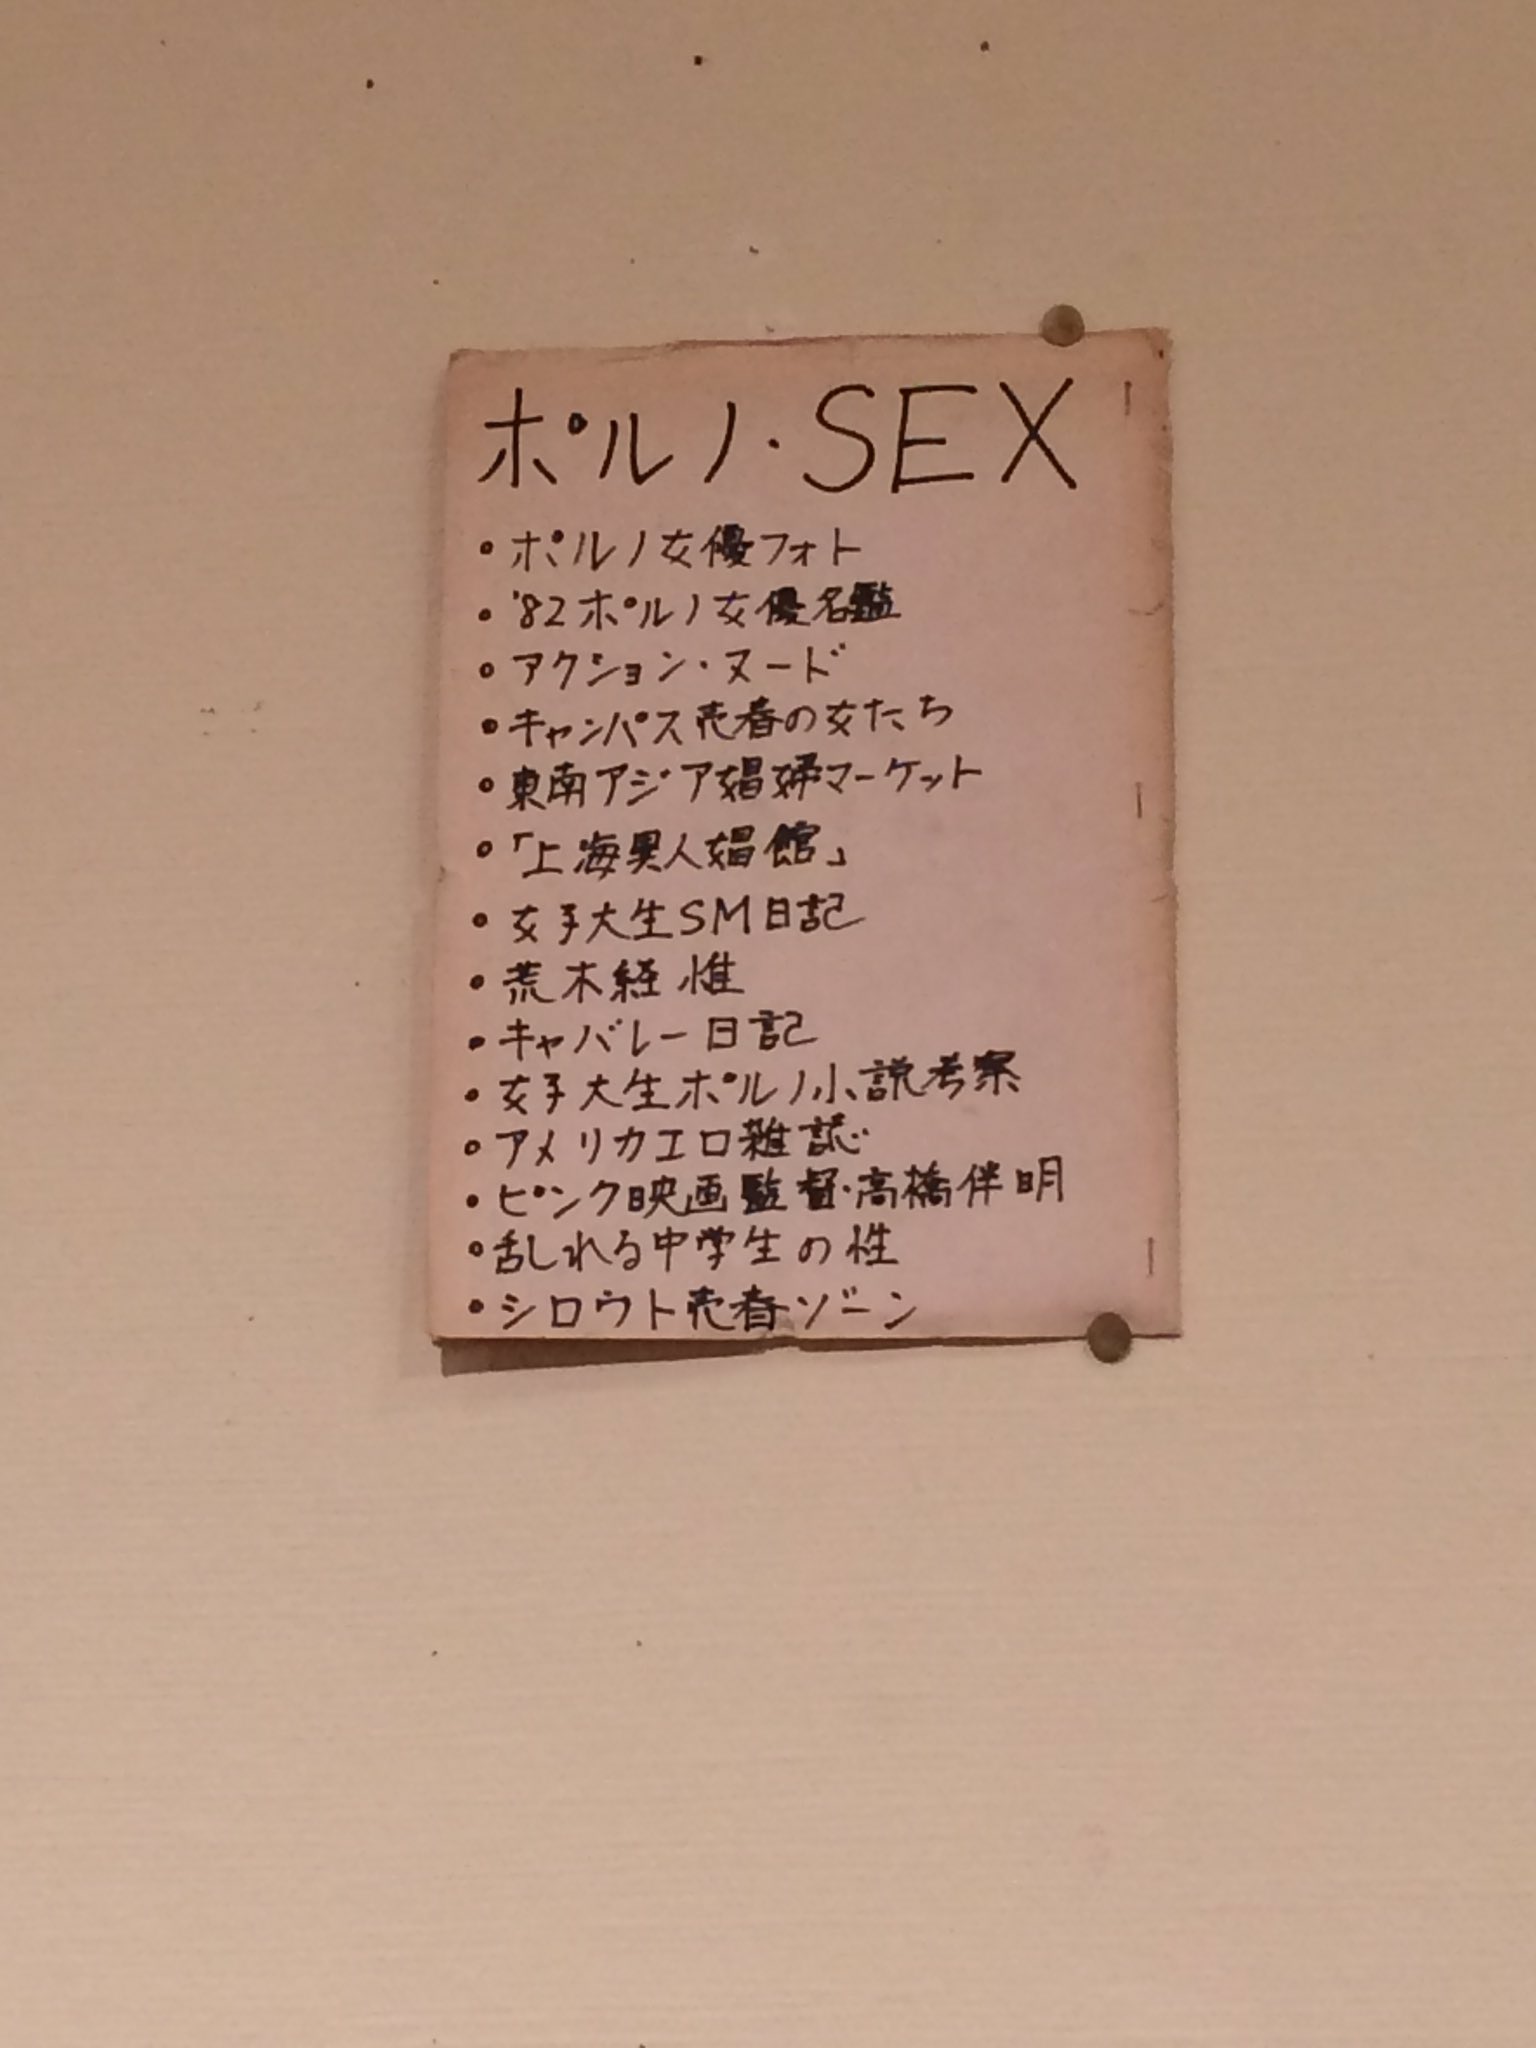 ポルノ・SEX
・ポルノ女優フォト
・'82ポルノ女優名鑑
・アクション・ヌード
・キャンパス売春の女たち
・東南アジア娼婦マーケット
・「上海異人娼館」
・女子大生SM日記
・荒木経惟
・キャバレー日記
・女子大生ポルノ小説考案
・アメリカエロ雑誌
・ピンク映画監督・高橋伴明
・乱れる中学生の性
・シロウト売春ゾーン